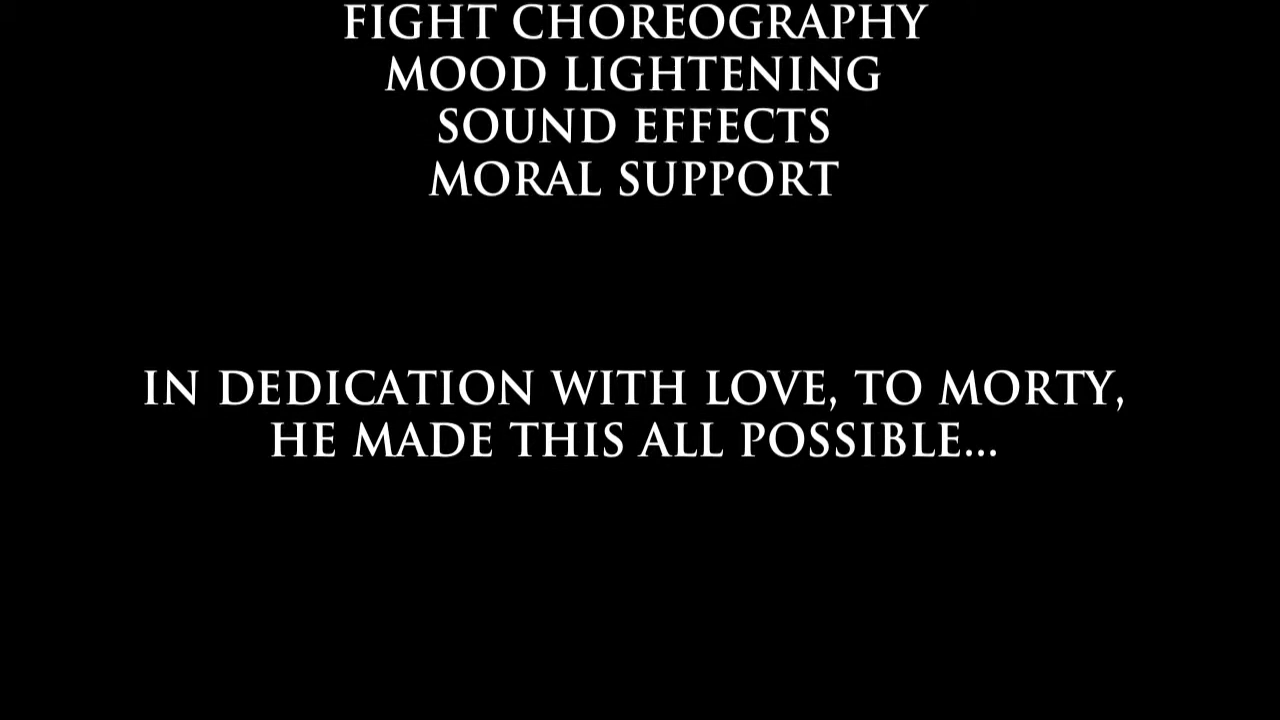 FIGHT CHOREOGRAPHY
MOOD LIGHTENING
SOUND EFFECTS
MORAL SUPPORT
IN DEDICATION WITH LOVE, TO MORTY,
HE MADE THIS ALL POSSIBLE...